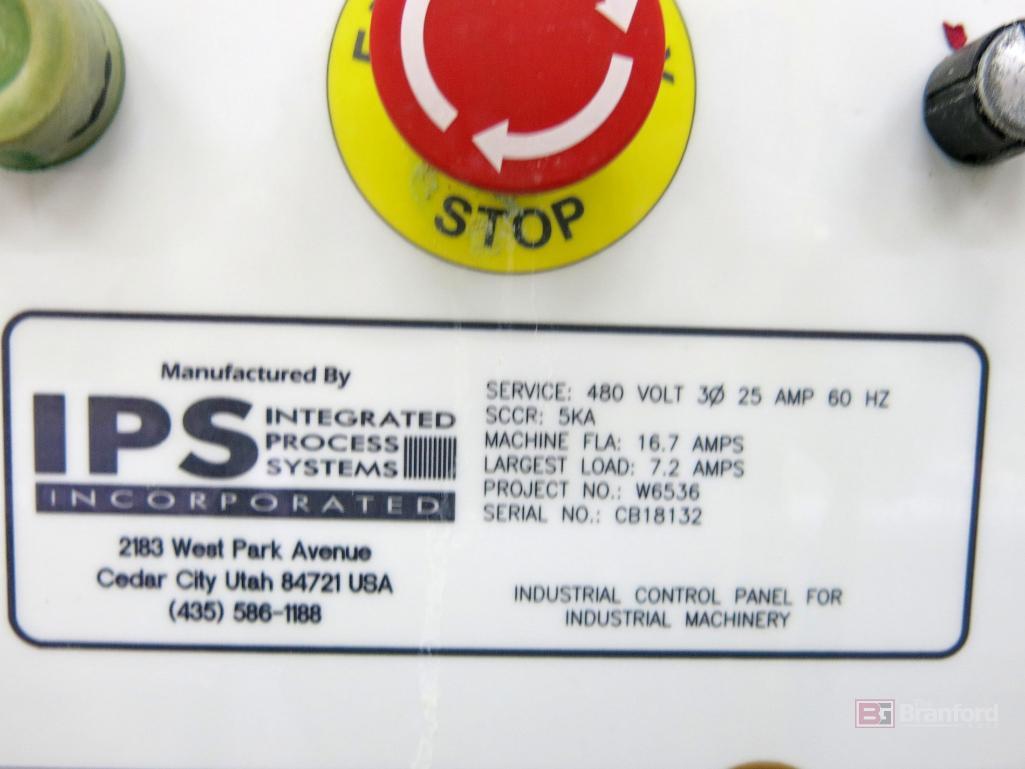 STOP
Manufactured By
IPS
INTEGRATED
PROCESS
SYSTEMS
INCORPORATED
2183 West Park Avenue
Cedar City Utah 84721 USA
(435) 586-1188
SERVICE: 480 VOLT 3Ø 25 AMP 60 HZ
SCCR: 5KA
MACHINE FLA: 16.7 AMPS
LARGEST LOAD: 7.2 AMPS
PROJECT NO.: W6536
SERIAL NO.: CB18132
INDUSTRIAL CONTROL PANEL FOR
INDUSTRIAL MACHINERY
Branford